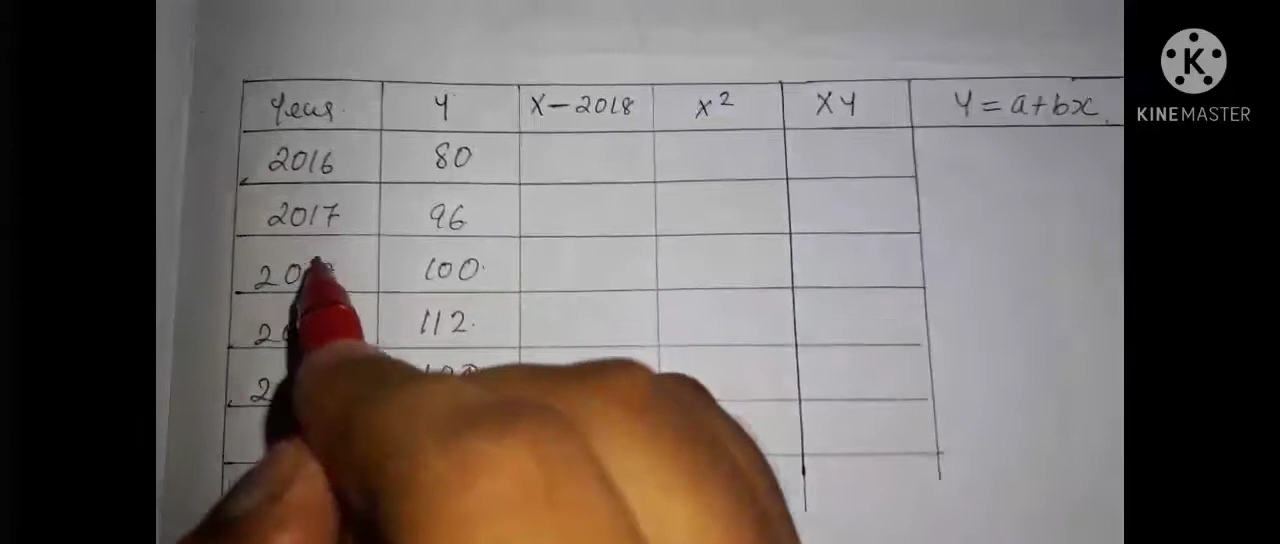 Year. Y X-2018 X² XY Y = a+bx.
2016 80
2017 96
100.
112.
KINEMASTER